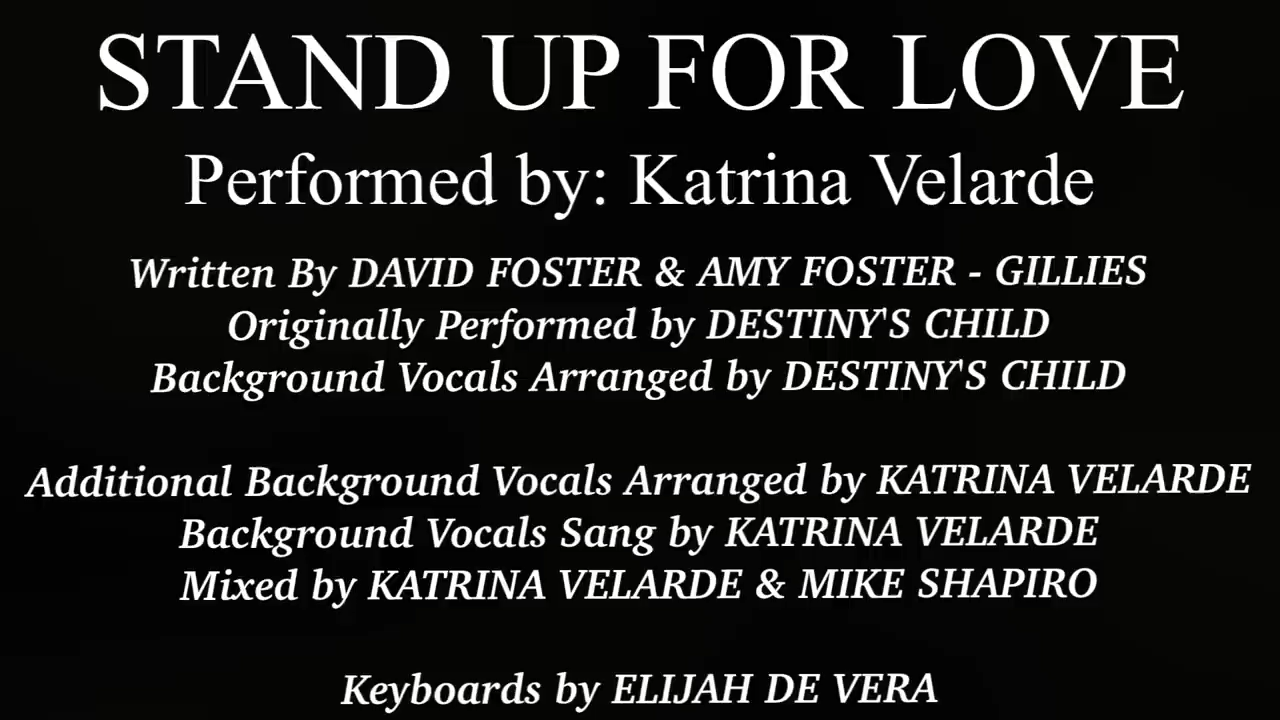 STAND UP FOR LOVE
Performed by: Katrina Velarde
Written By DAVID FOSTER & AMY FOSTER - GILLIES
Originally Performed by DESTINY'S CHILD
Background Vocals Arranged by DESTINY'S CHILD
Additional Background Vocals Arranged by KATRINA VELARDE
Background Vocals Sang by KATRINA VELARDE
Mixed by KATRINA VELARDE & MIKE SHAPIRO
Keyboards by ELIJAH DE VERA